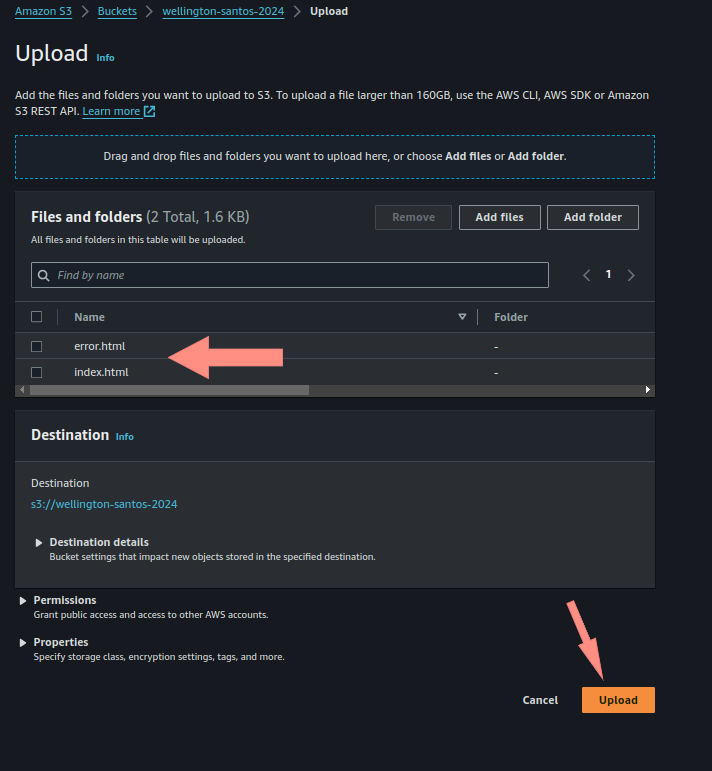 Amazon S3 > Buckets > wellington-santos-2024 > Upload
Upload Info
Add the files and folders you want to upload to S3. To upload a file larger than 160GB, use the AWS CLI, AWS SDK or Amazon
S3 REST API. Learn more
Drag and drop files and folders you want to upload here, or choose Add files or Add folder.
Files and folders (2 Total, 1.6 KB)
Remove
Add files
Add folder
All files and folders in this table will be uploaded.
Find by name
1
Name
Folder
error.html -
index.html -
Destination Info
Destination
s3://wellington-santos-2024
Destination details
Bucket settings that impact new objects stored in the specified destination.
Permissions
Grant public access and access to other AWS accounts.
Properties
Specify storage class, encryption settings, tags, and more.
Cancel
Upload